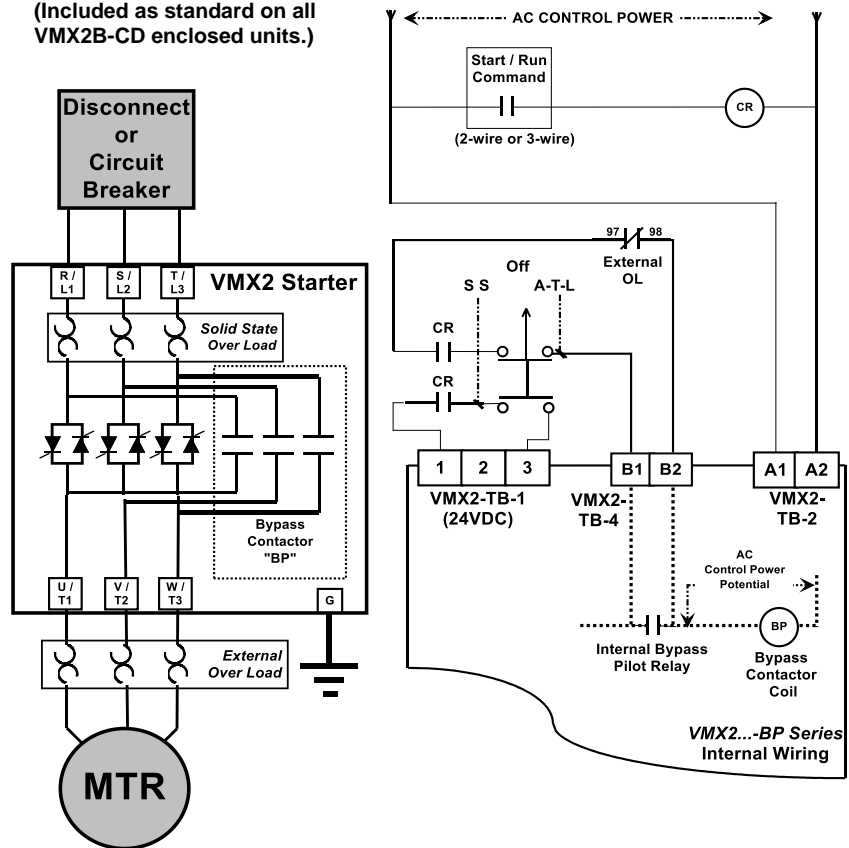 (Included as standard on all
VMX2B-CD enclosed units.)
AC CONTROL POWER
Start / Run
Command
CR
(2-wire or 3-wire)
Disconnect
or
Circuit
Breaker
R /
L1
S /
L2
T /
L3
VMX2 Starter
Solid State
Over Load
Bypass
Contactor
"BP"
U /
T1
V /
T2
W /
T3
G
External
Over Load
MTR
97
98
External
OL
Off
S S
A-T-L
CR
CR
1
2
3
B1
B2
A1
A2
VMX2-TB-1
(24VDC)
VMX2-
TB-4
VMX2-
TB-2
AC
Control Power
Potential
BP
Internal Bypass
Pilot Relay
Bypass
Contactor
Coil
VMX2...-BP Series
Internal Wiring